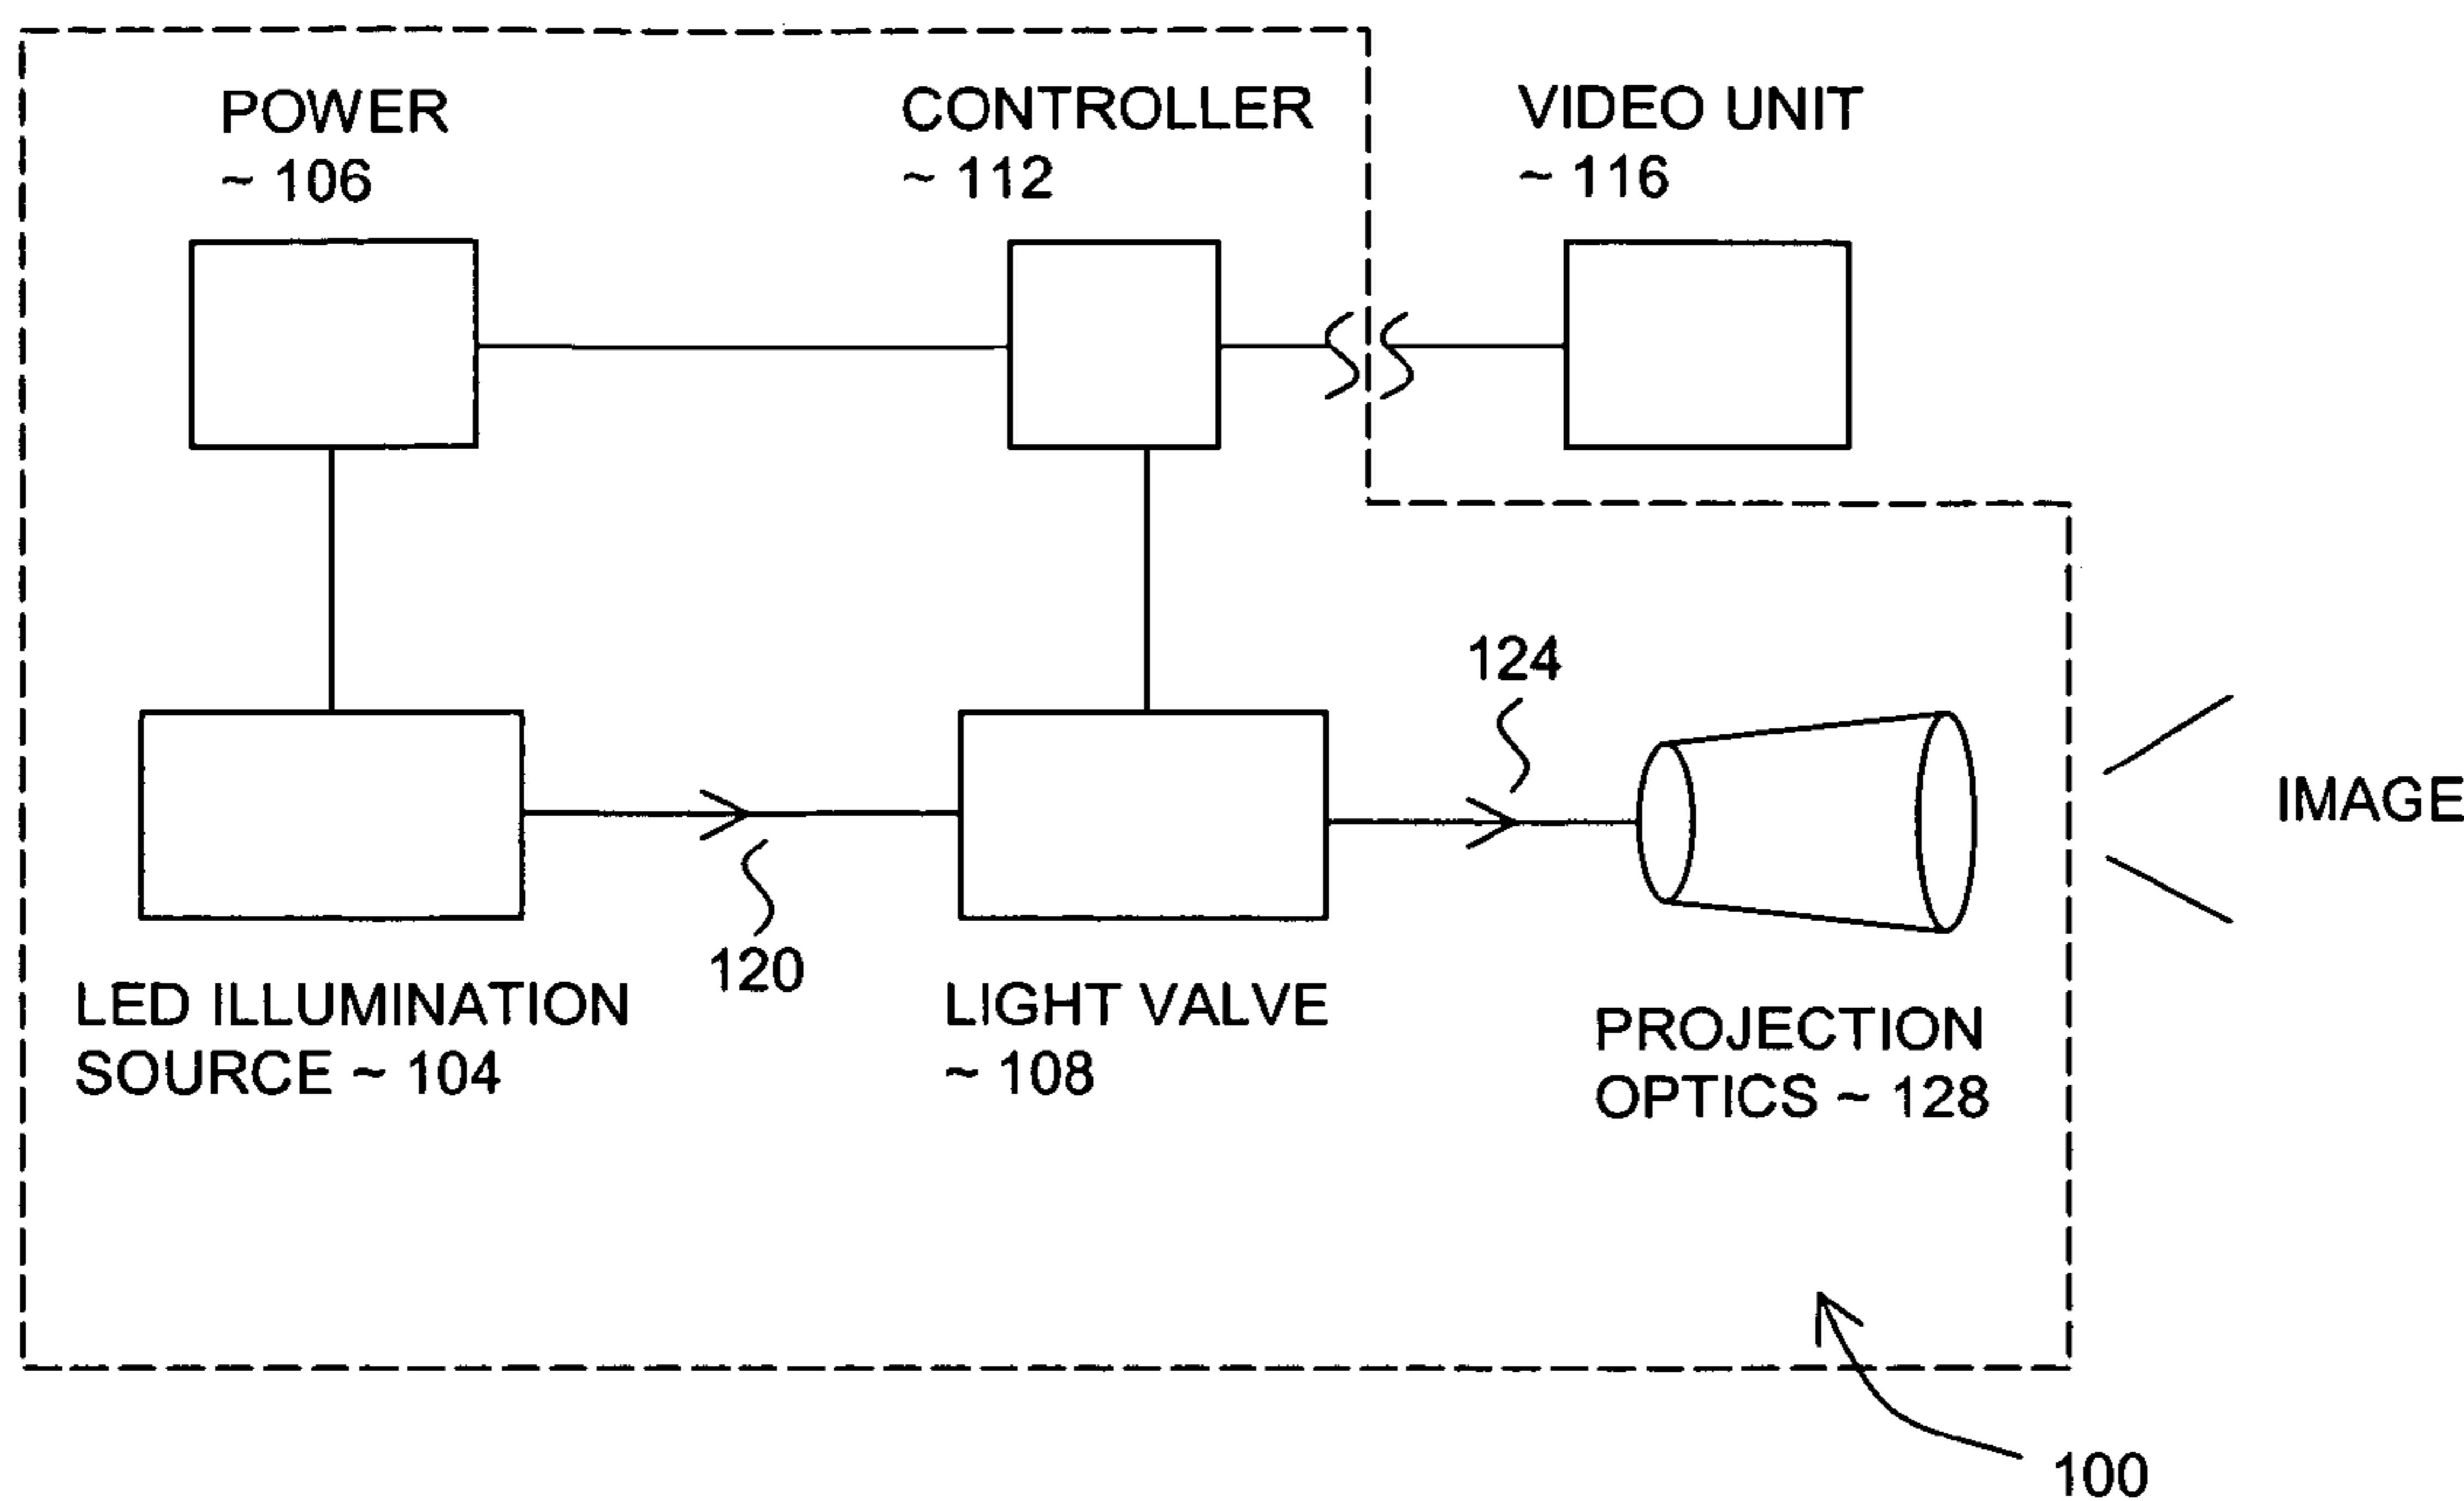 POWER
~ 106
CONTROLLER
~ 112
VIDEO UNIT
~ 116
124
IMAGE
120
LED ILLUMINATION
SOURCE ~ 104
LIGHT VALVE
~ 108
PROJECTION
OPTICS ~ 128
100